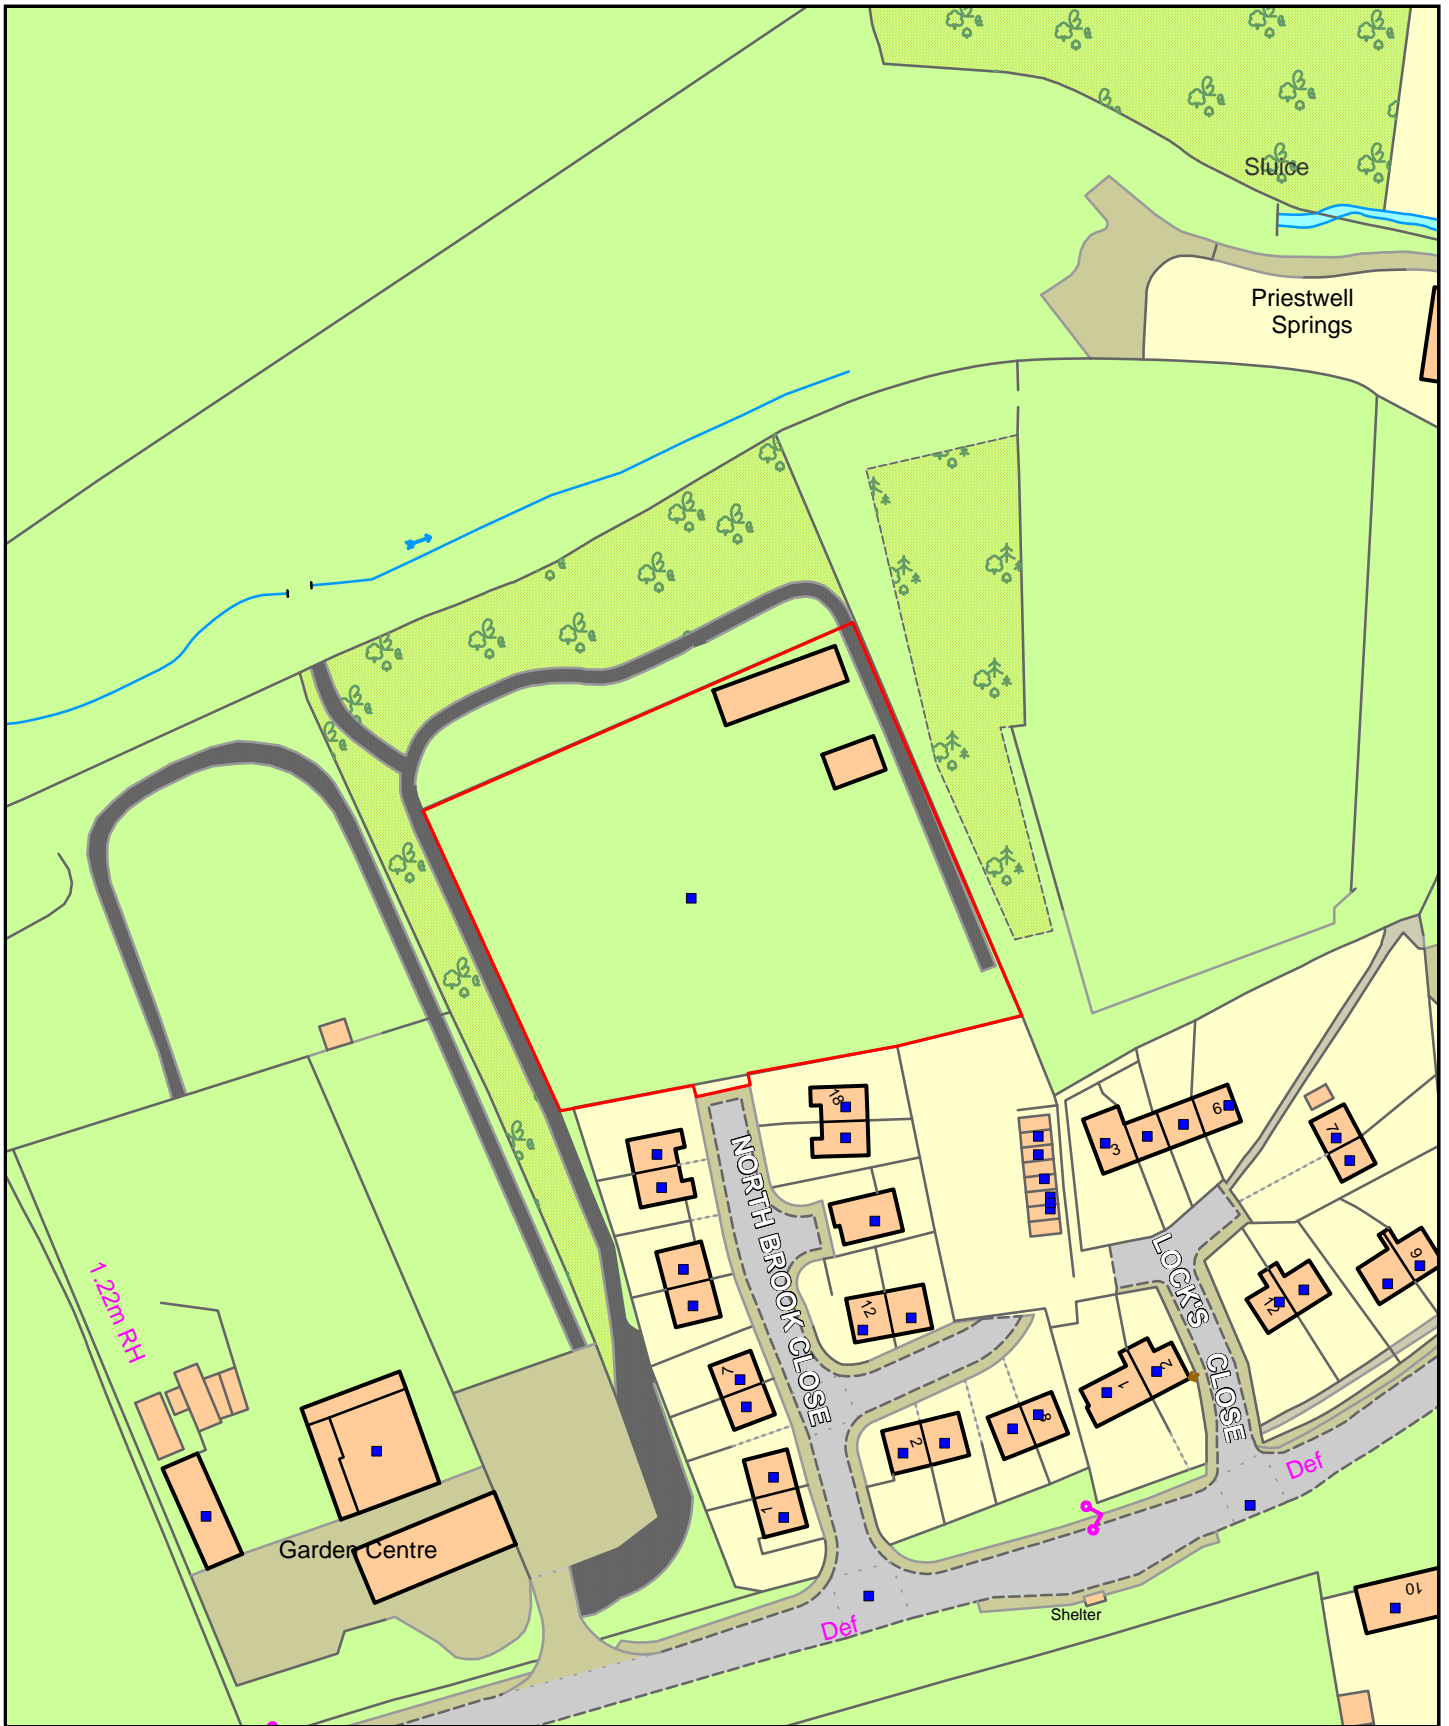 Sluice
Priestwell
Springs
18
6
3
7
NORTH BROOK CLOSE
LOCK'S CLOSE
9
12
12
1.22m RH
7
2
1
8
2
1
Def
Garden Centre
10
Shelter
Def